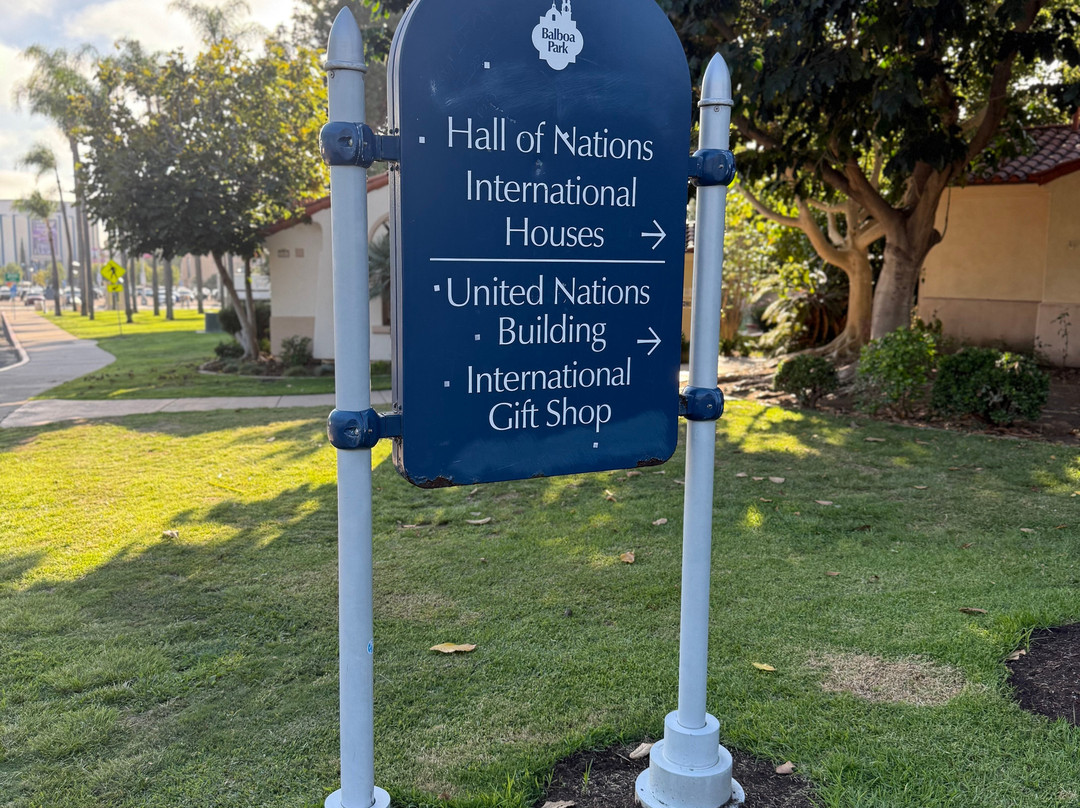 Balboa
Park
Hall of Nations
International
Houses →
United Nations
Building →
International
Gift Shop